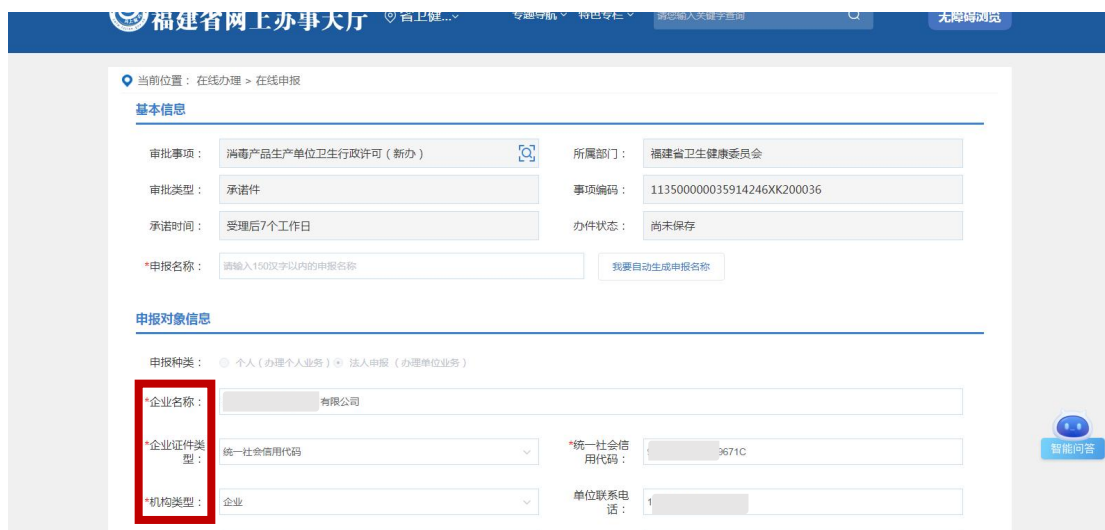 福建省网上办事大厅 省卫健... 专题导航 特色专栏 请您输入关键字查询 无障碍浏览
当前位置：在线办理 > 在线申报
基本信息
审批事项： 消毒产品生产单位卫生行政许可（新办） 所属部门： 福建省卫生健康委员会
审批类型： 承诺件 事项编码： 113500000035914246XK200036
承诺时间： 受理后7个工作日 办件状态： 尚未保存
*申报名称： 请输入150汉字以内的申报名称 我要自动生成申报名称
申报对象信息
申报种类： 个人（办理个人业务） 法人申报（办理单位业务）
*企业名称： 有限公司
*企业证件类型： 统一社会信用代码 *统一社会信用代码： 9671C
智能问答
*机构类型： 企业 单位联系电话： 1